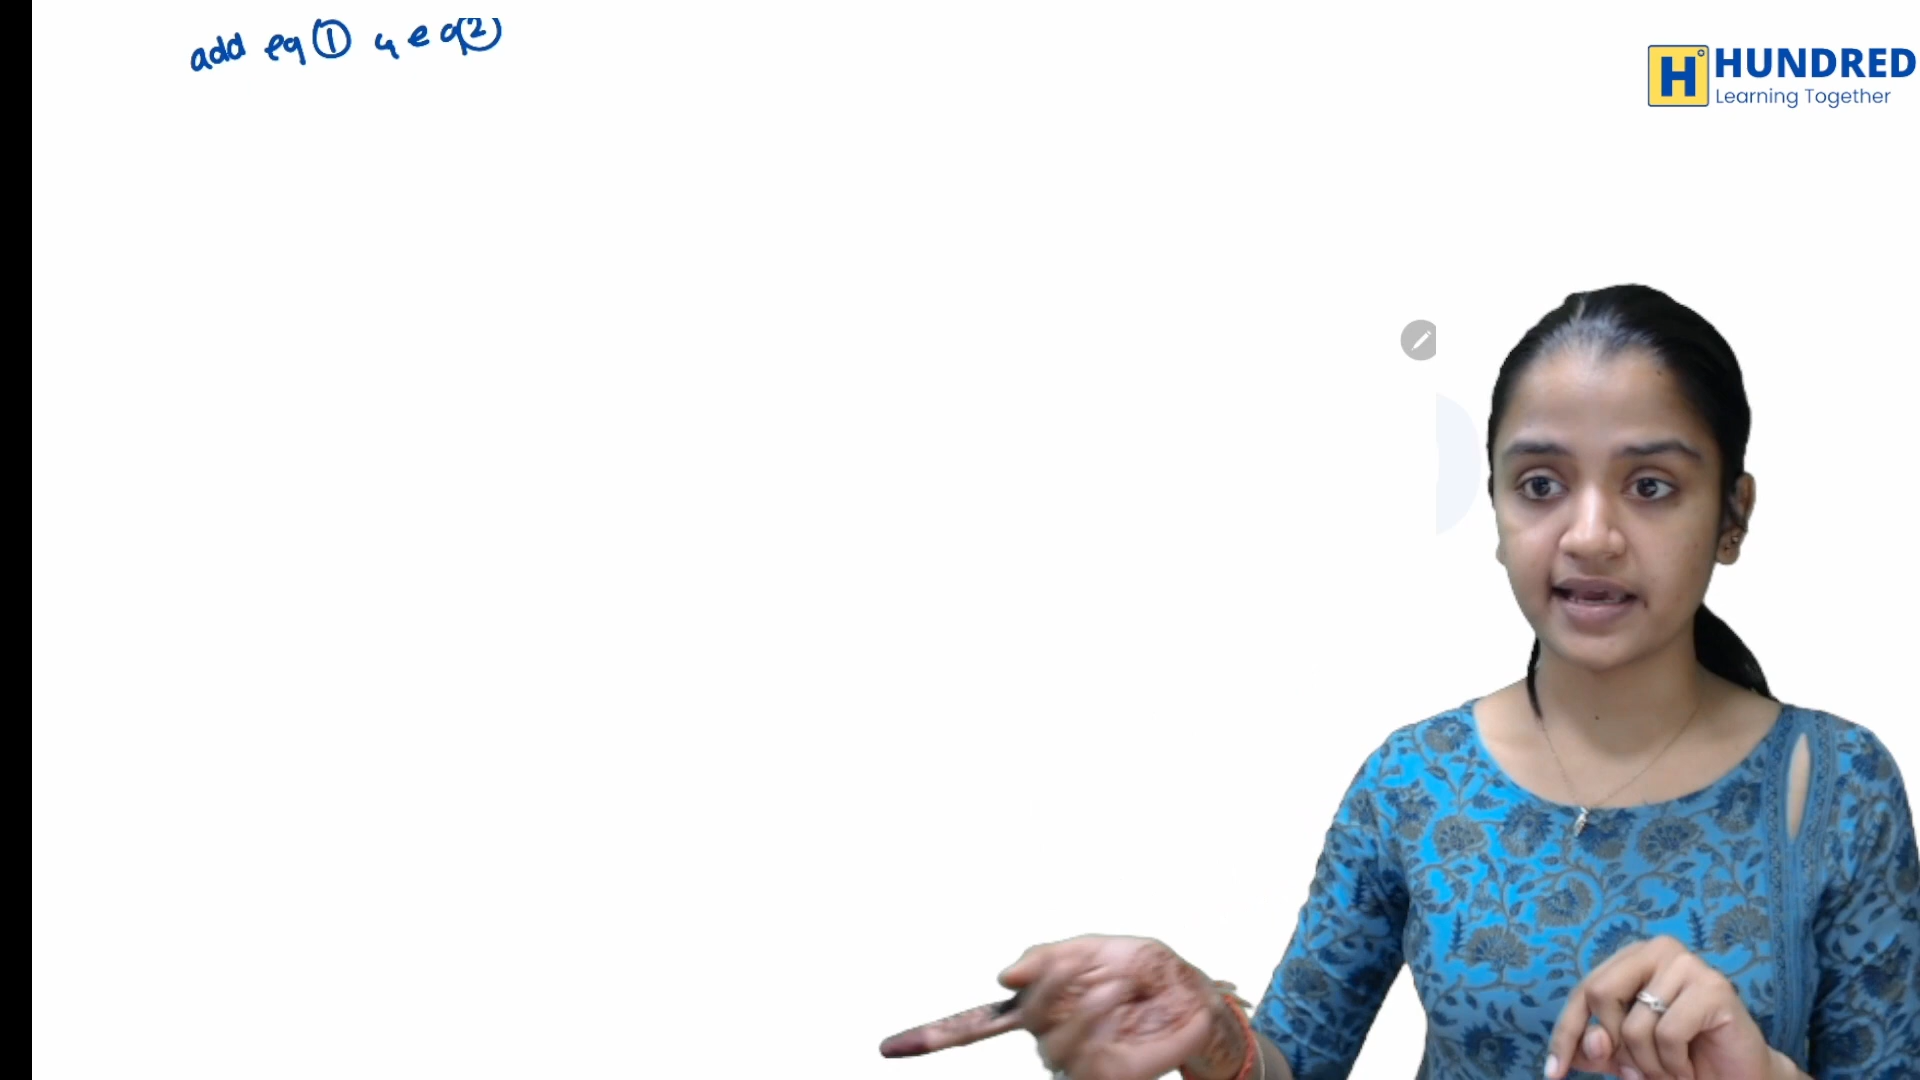 add eq ① & eq ②
H° HUNDRED
Learning Together